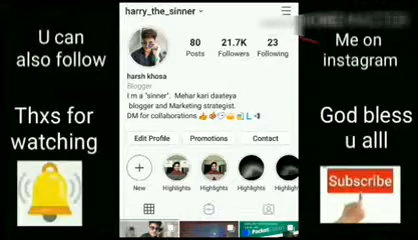 U can
also follow
harry_the_sinner
80
21.7K
23
Posts
Followers
Following
harsh khosa
Blogger
I m a "sinner". Mehar kari daateya
blogger and Marketing strategist.
DM for collaborations
Edit Profile
Promotions
Contact
New
Highlights
Highlights
Highlights
Highlight
Me on
instagram
Thxs for
watching
God bless
u alll
Subscribe